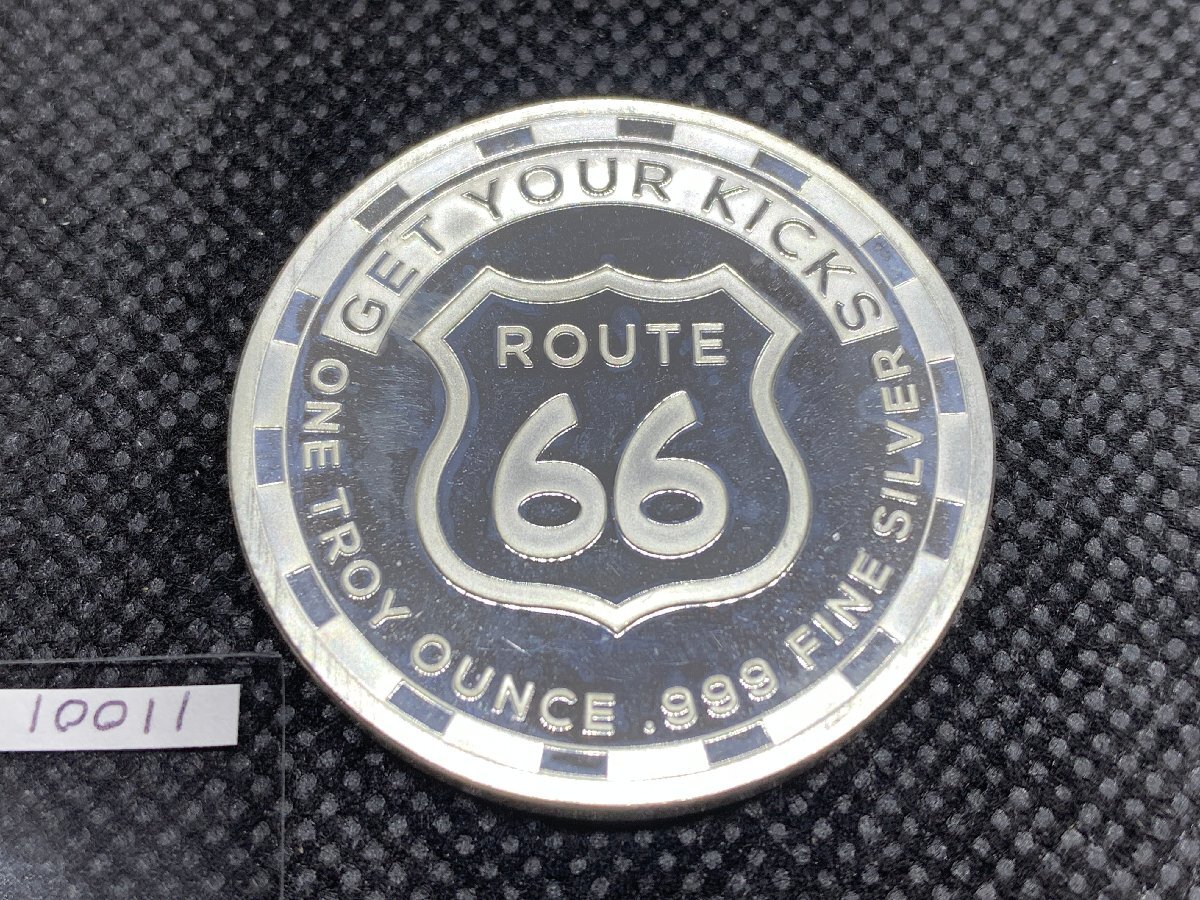 GET YOUR KICKS
ROUTE
66
ONE TROY OUNCE .999 FINE SILVER
10011